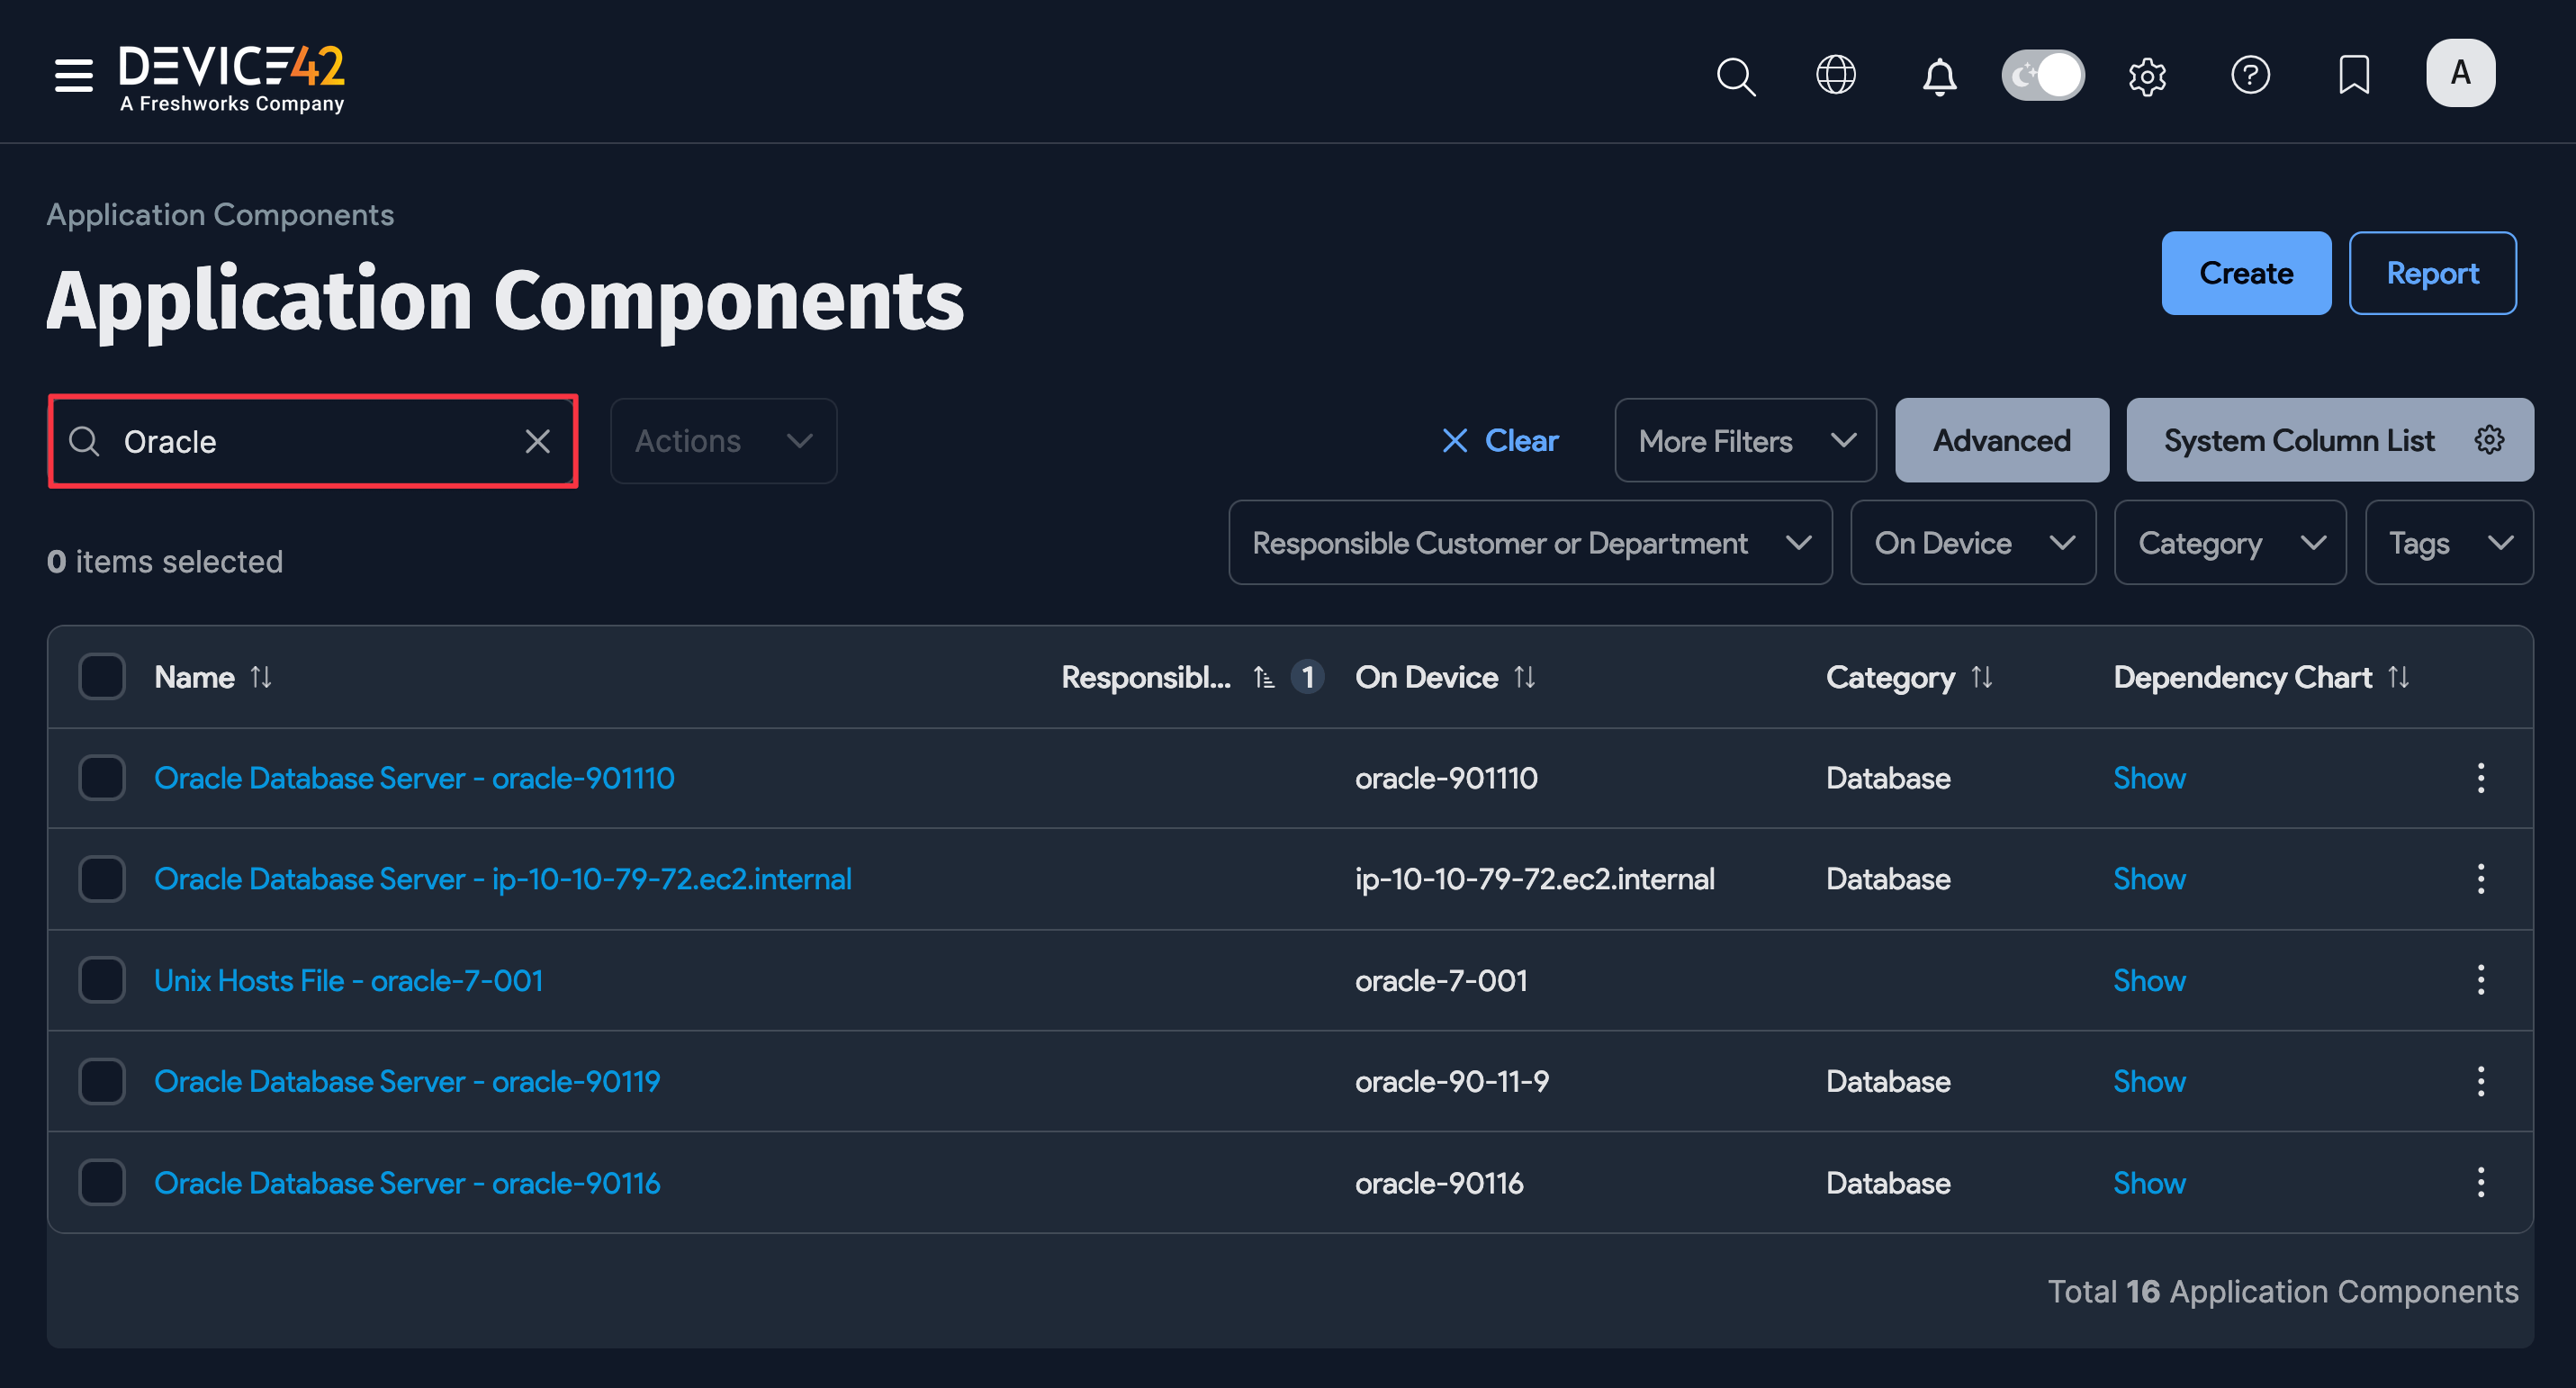 DEVICE42
A Freshworks Company
A
Application Components
Application Components
Create
Report
Oracle
Actions
Clear
More Filters
Advanced
System Column List
0 items selected
Responsible Customer or Department
On Device
Category
Tags
Name Responsibl... 1 On Device Category Dependency Chart
Oracle Database Server - oracle-901110 oracle-901110 Database Show
Oracle Database Server - ip-10-10-79-72.ec2.internal ip-10-10-79-72.ec2.internal Database Show
Unix Hosts File - oracle-7-001 oracle-7-001 Show
Oracle Database Server - oracle-90119 oracle-90-11-9 Database Show
Oracle Database Server - oracle-90116 oracle-90116 Database Show
Total 16 Application Components